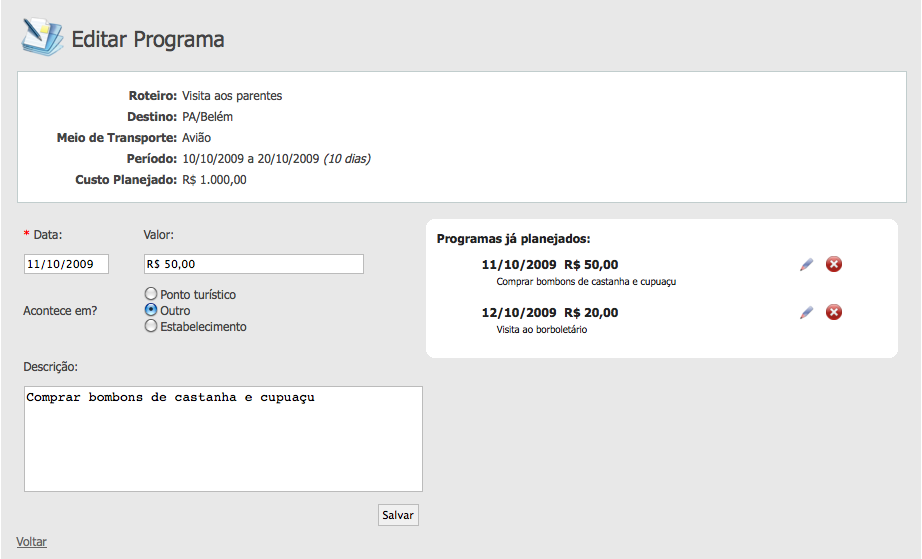 Editar Programa
Roteiro: Visita aos parentes
Destino: PA/Belém
Meio de Transporte: Avião
Período: 10/10/2009 a 20/10/2009 (10 dias)
Custo Planejado: R$ 1.000,00
* Data: Valor:
11/10/2009 R$ 50,00
Acontece em?
Ponto turístico
Outro
Estabelecimento
Descrição:
Comprar bombons de castanha e cupuaçu
Salvar
Programas já planejados:
11/10/2009 R$ 50,00
Comprar bombons de castanha e cupuaçu
12/10/2009 R$ 20,00
Visita ao borboletário
Voltar